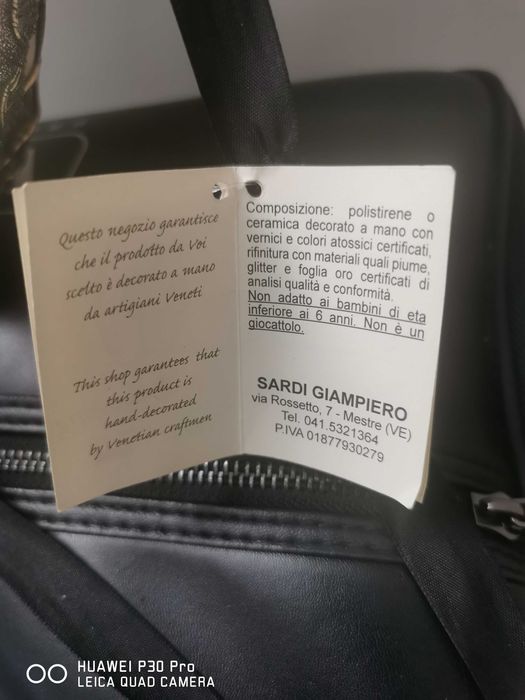 Questo negozio garantisce
che il prodotto da Voi
scelto è decorato a mano
da artigiani Veneti
This shop garantees that
this product is
hand-decorated
by Venetian craftmen
Composizione: polistirene o
ceramica decorato a mano con
vernici e colori atossici certificati,
rifinitura con materiali quali piume,
glitter e foglia oro certificati di
analisi qualità e conformità.
Non adatto ai bambini di eta
inferiore ai 6 anni. Non è un
giocattolo.
SARDI GIAMPIERO
via Rossetto, 7 - Mestre (VE)
Tel. 041.5321364
P.IVA 01877930279
HUAWEI P30 Pro
LEICA QUAD CAMERA